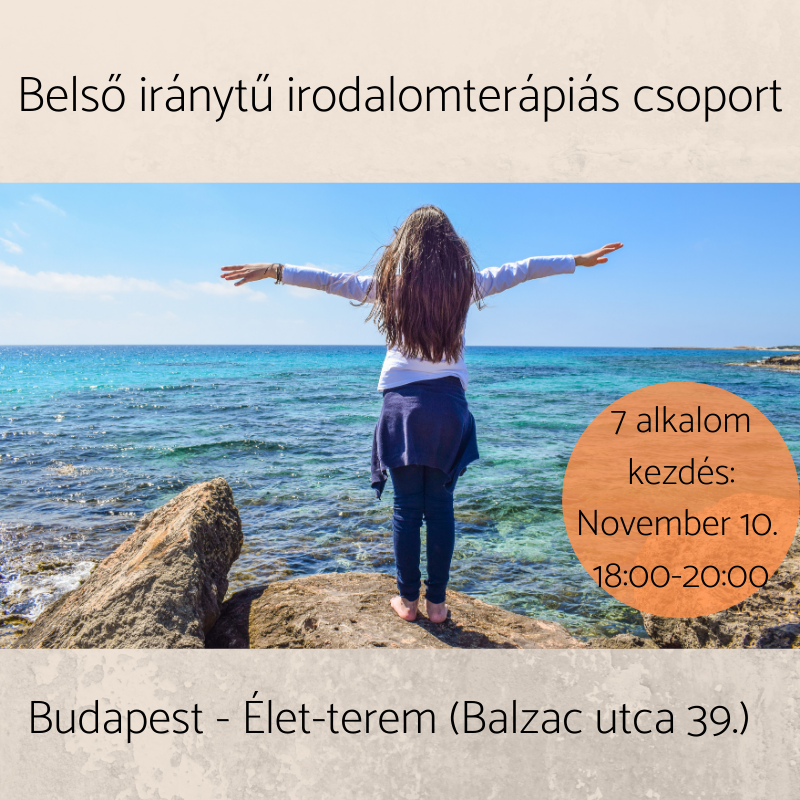 Belső iránytű irodalomterápiás csoport
7 alkalom
kezdés:
November 10.
18:00-20:00
Budapest - Élet-terem (Balzac utca 39.)